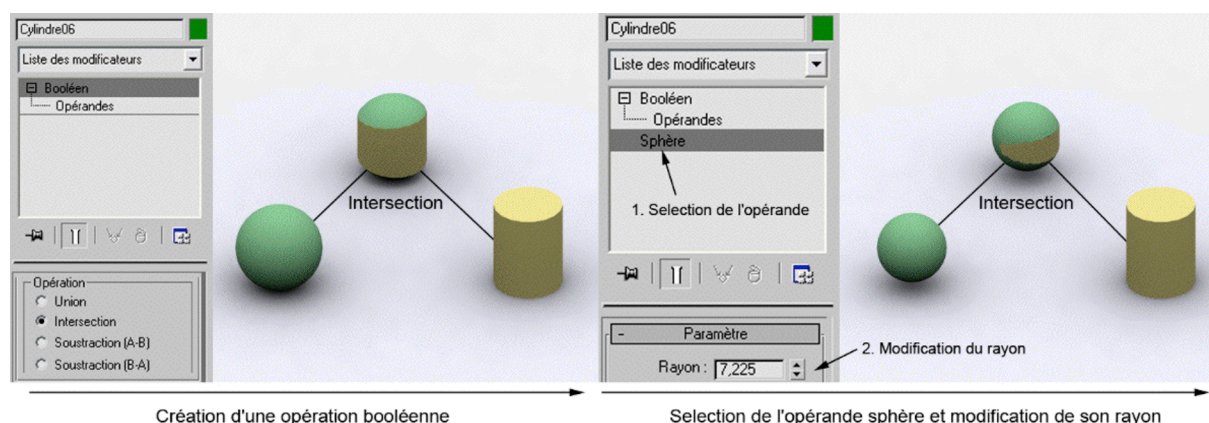 Cylindre06
Liste des modificateurs
Booléen
Opérandes
Opération
Union
Intersection
Soustraction (A-B)
Soustraction (B-A)
Intersection
Création d'une opération booléenne
Cylindre06
Liste des modificateurs
Booléen
Opérandes
Sphère
1. Selection de l'opérande
- Paramètre
Rayon : 7,225
2. Modification du rayon
Intersection
Selection de l'opérande sphère et modification de son rayon